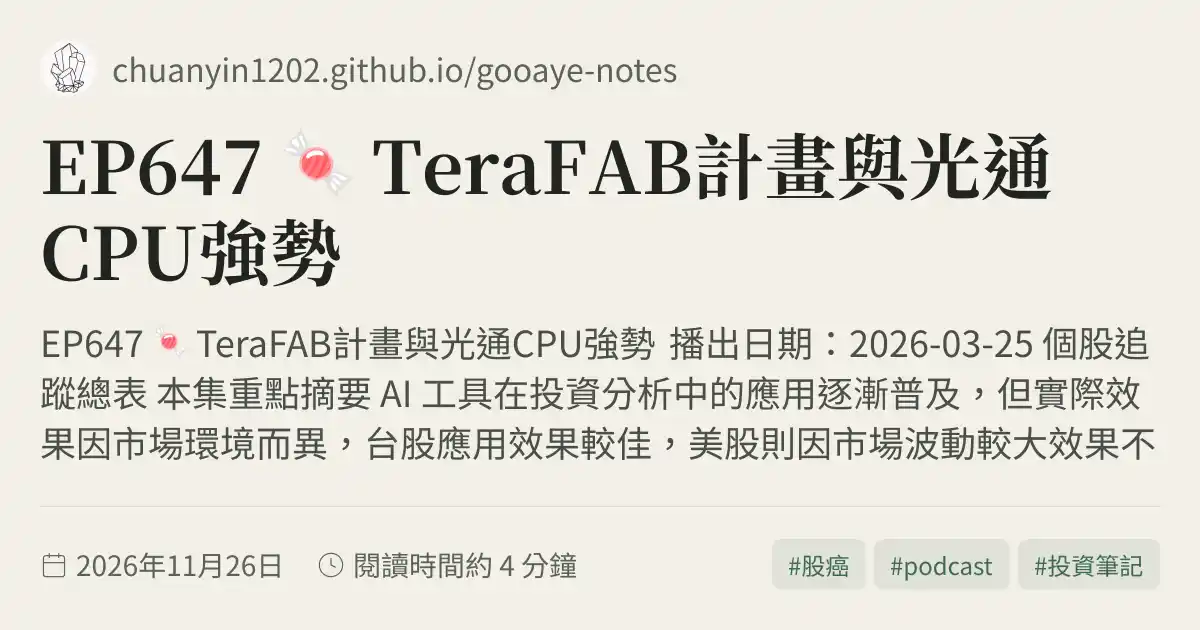 chuanyin1202.github.io/gooaye-notes
EP647 🍬 TeraFAB計畫與光通
CPU強勢
EP647 🍬 TeraFAB計畫與光通CPU強勢 播出日期：2026-03-25 個股追
蹤總表 本集重點摘要 AI 工具在投資分析中的應用逐漸普及，但實際效
果因市場環境而異，台股應用效果較佳，美股則因市場波動較大效果不
2026年11月26日 閱讀時間約 4 分鐘 #股癌 #podcast #投資筆記